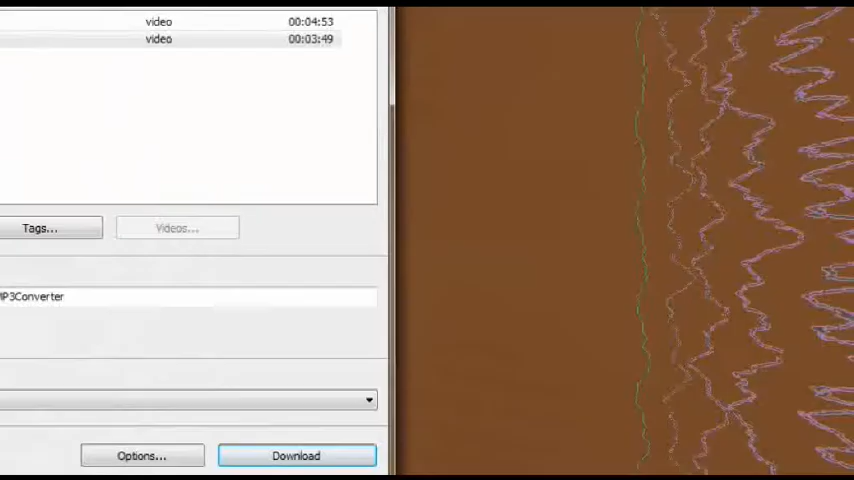 video 00:04:53
video 00:03:49
Tags... Videos...
MP3Converter
Options... Download